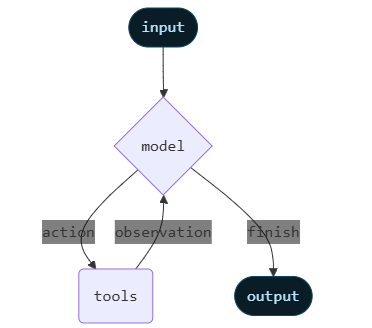 input
model
action
observation
finish
tools
output